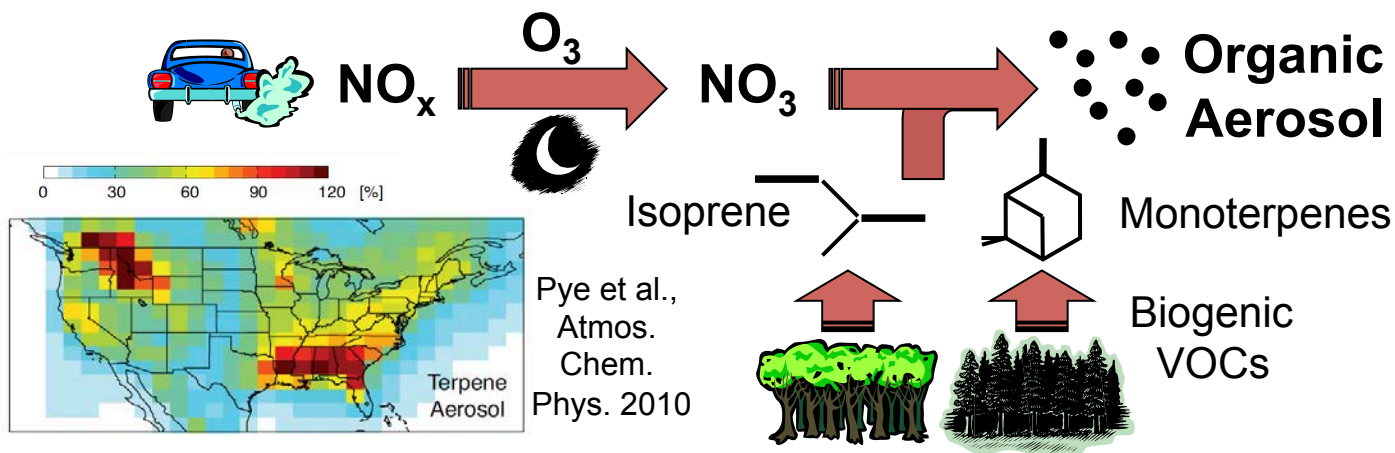 O₃
NOₓ
NO₃
Organic
Aerosol
0 30 60 90 120 [%]
Isoprene
Monoterpenes
Terpene
Aerosol
Pye et al.,
Atmos.
Chem.
Phys. 2010
Biogenic
VOCs